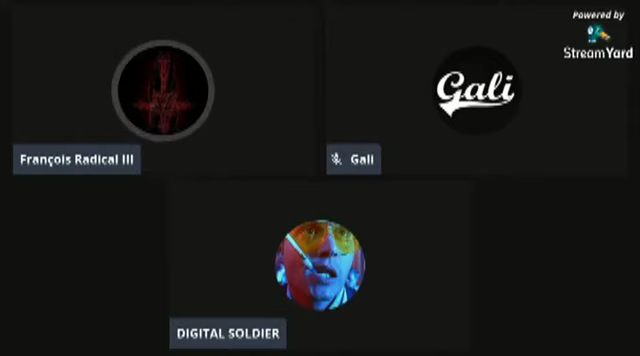 Powered by
StreamYard
Gali
François Radical III
Gali
DIGITAL SOLDIER